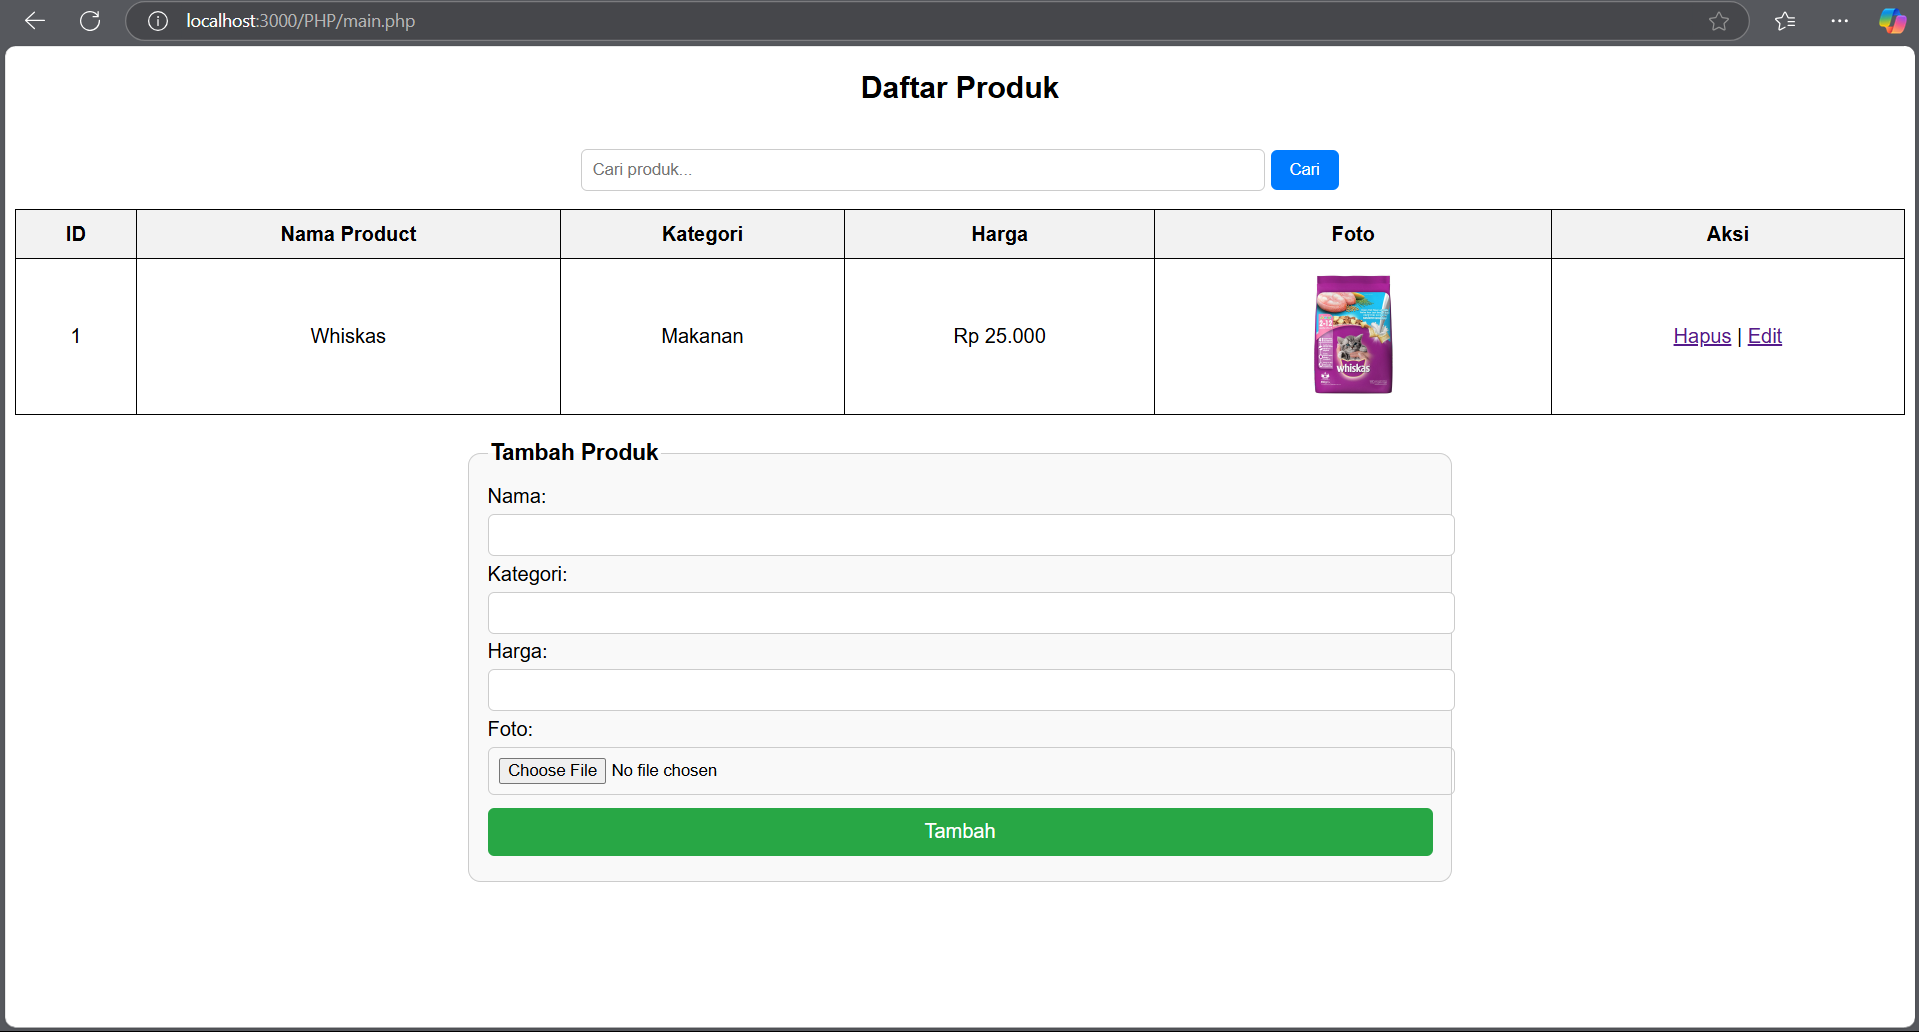 localhost:3000/PHP/main.php
Daftar Produk
Cari produk... Cari
ID Nama Product Kategori Harga Foto Aksi
1 Whiskas Makanan Rp 25.000 whiskas Hapus | Edit
Tambah Produk
Nama:
Kategori:
Harga:
Foto:
Choose File No file chosen
Tambah